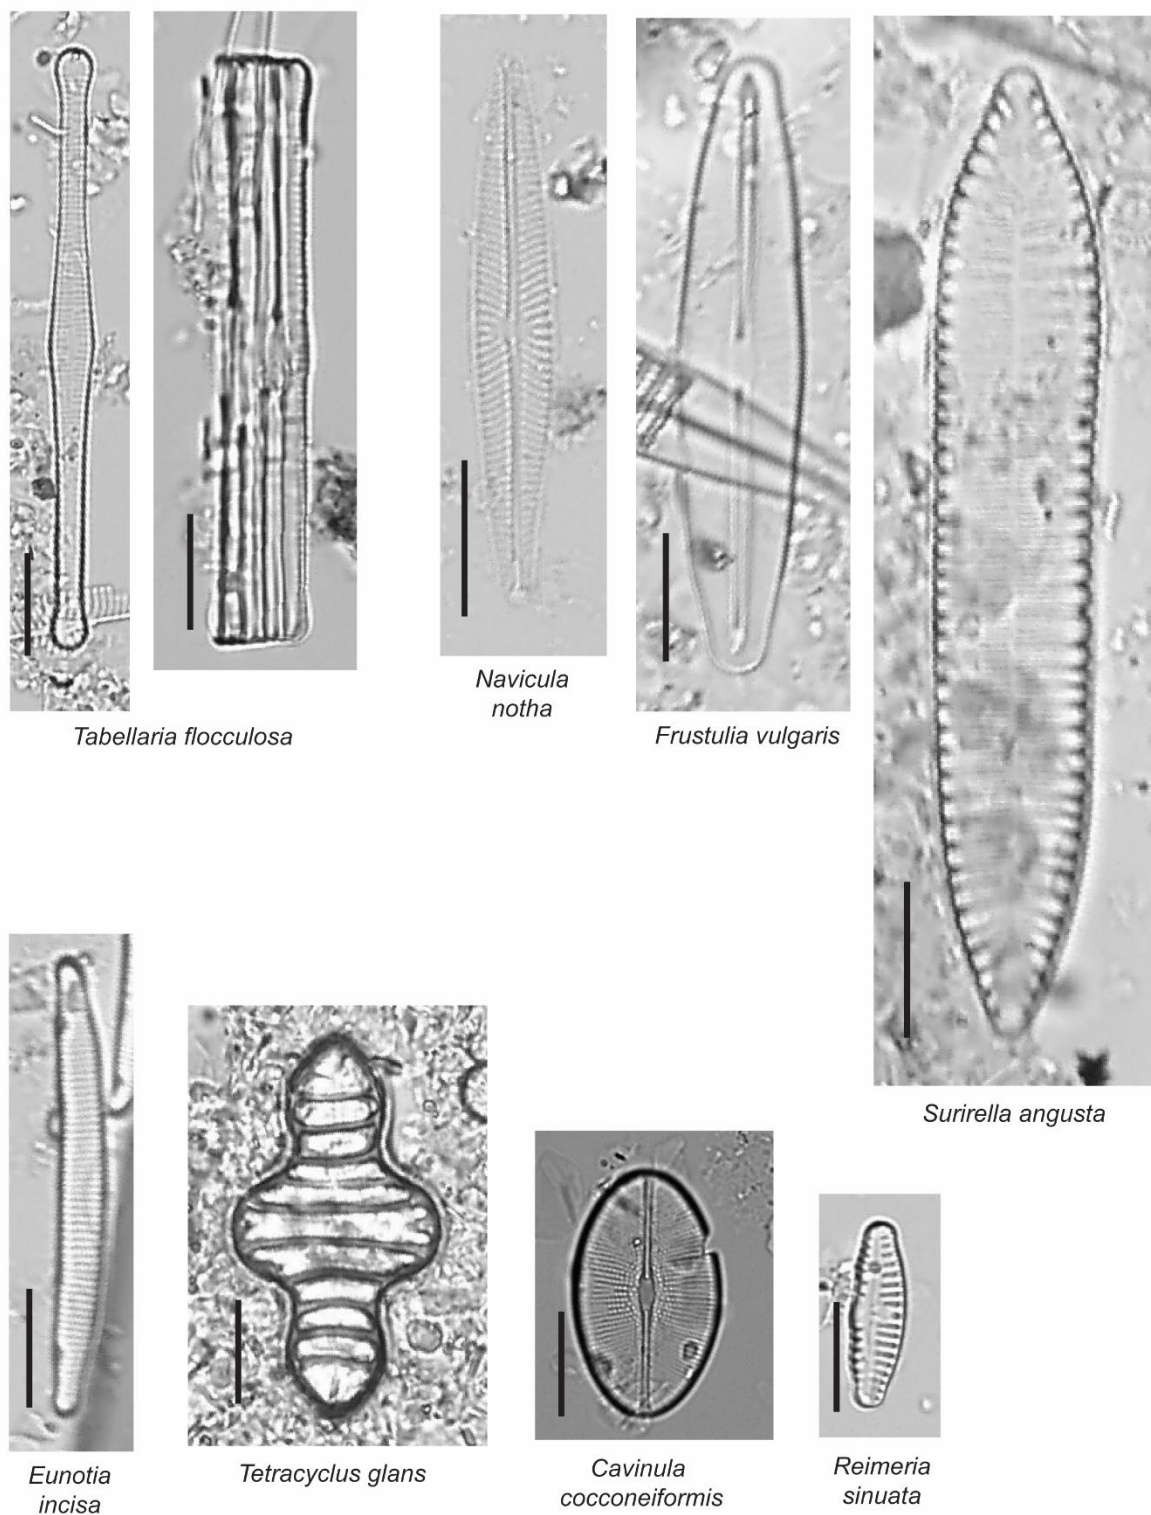 Tabellaria flocculosa
Navicula
notha
Frustulia vulgaris
Surirella angusta
Eunotia
incisa
Tetracyclus glans
Cavinula
cocconeiformis
Reimeria
sinuata